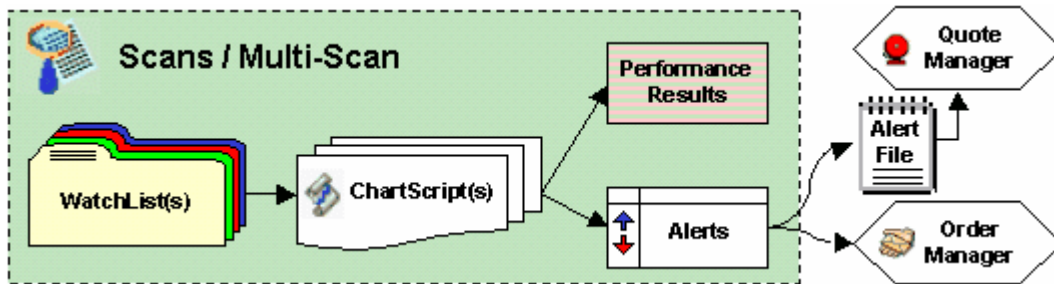 Scans / Multi-Scan
WatchList(s)
ChartScript(s)
Performance
Results
Alerts
Alert
File
Quote
Manager
Order
Manager